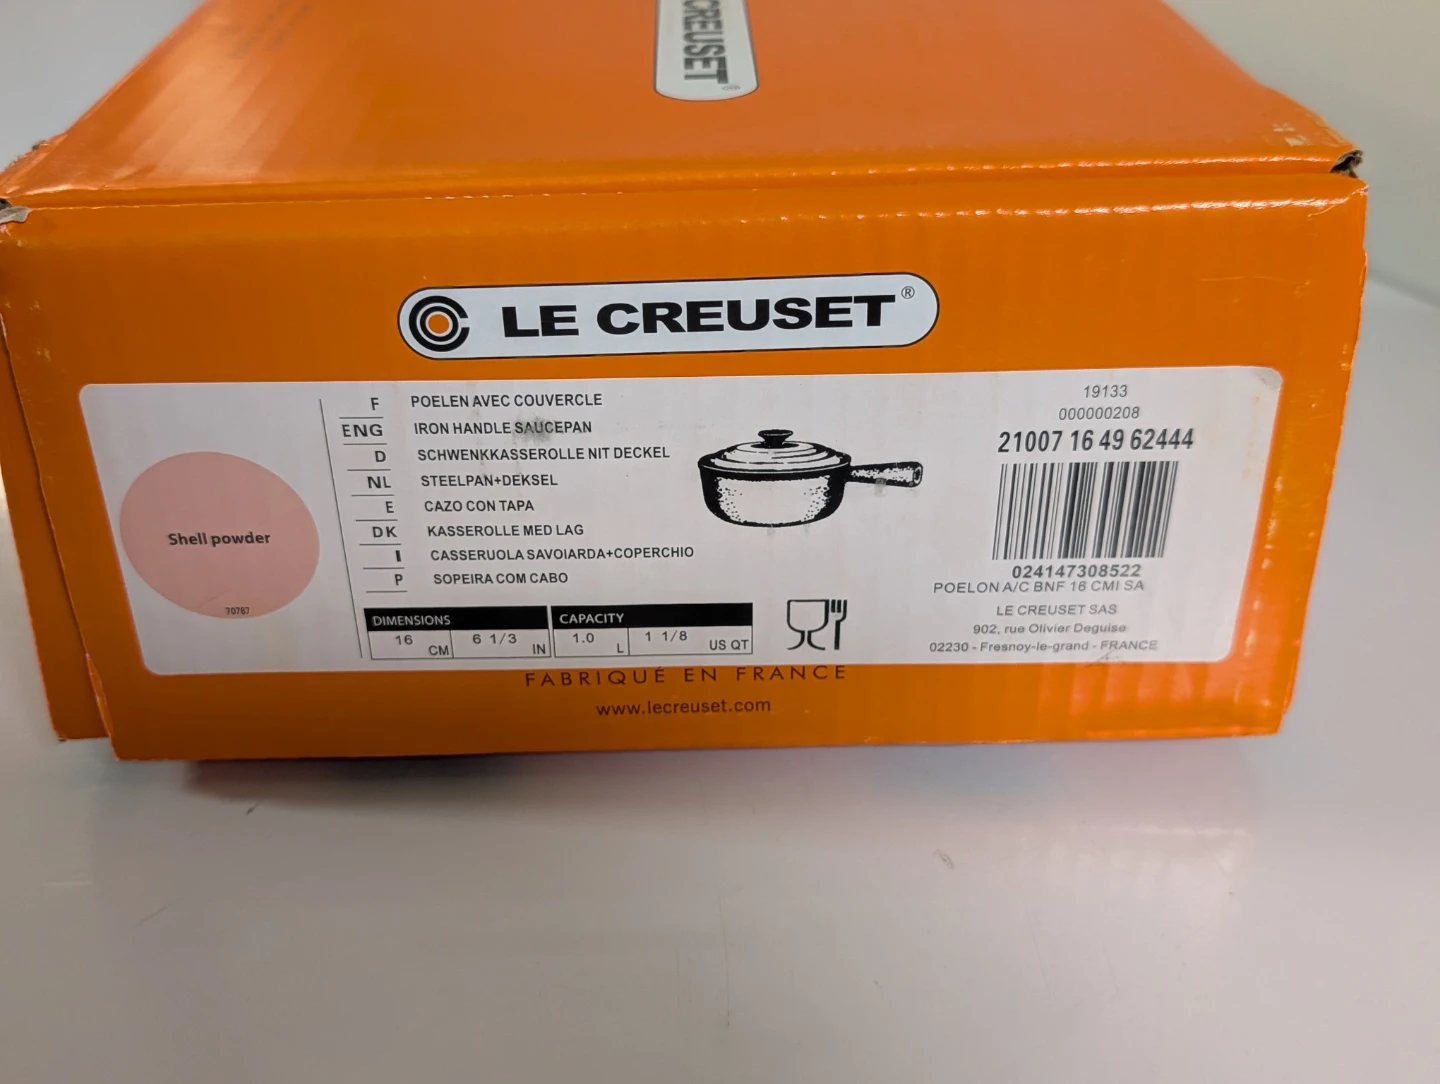 CREUSET®
LE CREUSET®
F POELEN AVEC COUVERCLE
ENG IRON HANDLE SAUCEPAN
D SCHWENKKASSEROLLE NIT DECKEL
NL STEELPAN+DEKSEL
E CAZO CON TAPA
DK KASSEROLLE MED LAG
I CASSERUOLA SAVOIARDA+COPERCHIO
P SOPEIRA COM CABO
Shell powder
70767
DIMENSIONS CAPACITY
16 CM 6 1/3 IN 1.0 L 1 1/8 US QT
19133
000000208
21007 16 49 62444
024147308522
POELON A/C BNF 16 CMI SA
LE CREUSET SAS
902, rue Olivier Deguise
02230 - Fresnoy-le-grand - FRANCE
FABRIQUÉ EN FRANCE
www.lecreuset.com